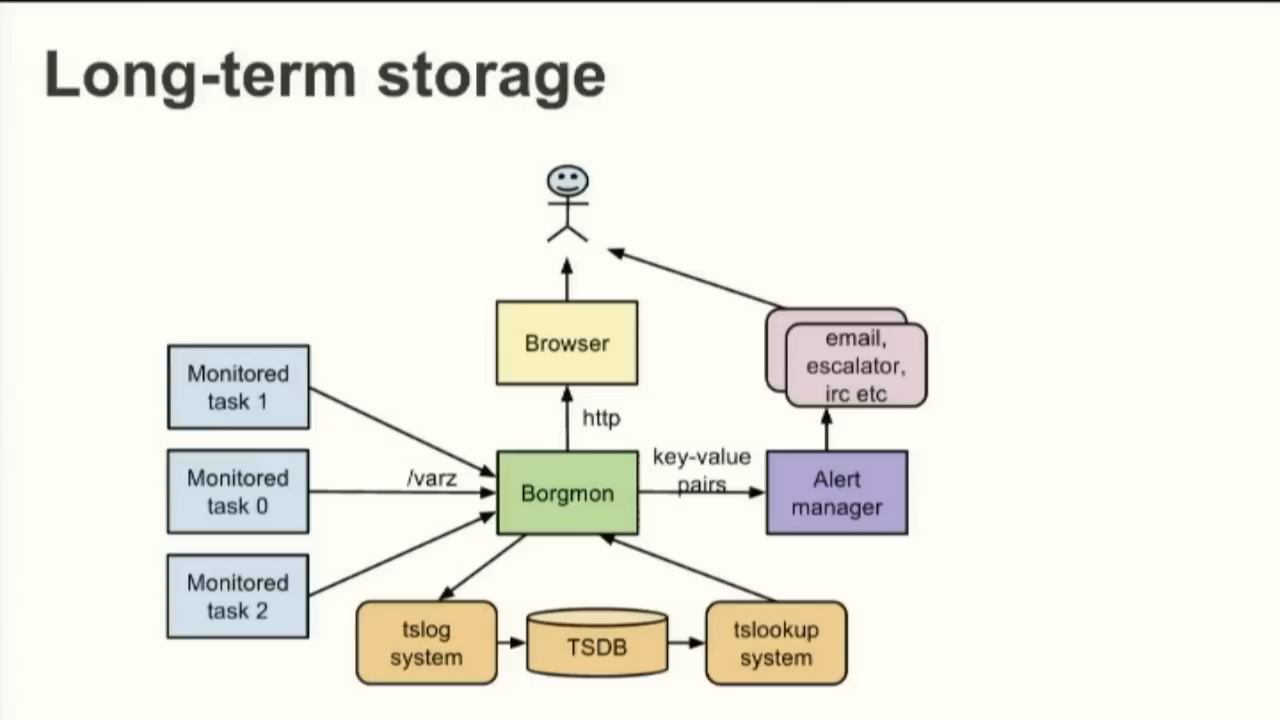 Long-term storage
Browser
email,
escalator,
irc etc
Monitored
task 1
http
Monitored
task 0
/varz
Borgmon
key-value
pairs
Alert
manager
Monitored
task 2
tslog
system
TSDB
tslookup
system